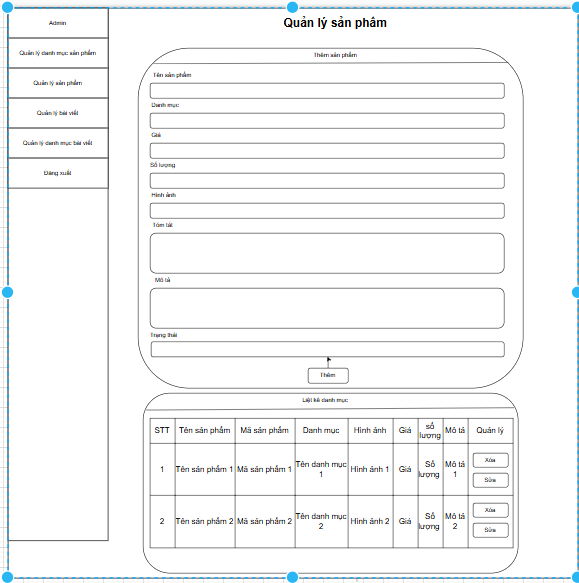 Quản lý sản phẩm
Admin
Quản lý danh mục sản phẩm
Quản lý sản phẩm
Quản lý bài viết
Quản lý danh mục bài viết
Đăng xuất
Thêm sản phẩm
Tên sản phẩm
Danh mục
Giá
Số lượng
Hình ảnh
Tóm tắt
Mô tả
Trạng thái
Thêm
Liệt kê danh mục
STT Tên sản phẩm Mã sản phẩm Danh mục Hình ảnh Giá số lượng Mô tả Quản lý
1 Tên sản phẩm 1 Mã sản phẩm 1 Tên danh mục 1 Hình ảnh 1 Giá Số lượng Mô tả 1 Xóa
Sửa
2 Tên sản phẩm 2 Mã sản phẩm 2 Tên danh mục 2 Hình ảnh 2 Giá Số lượng Mô tả 2 Xóa
Sửa